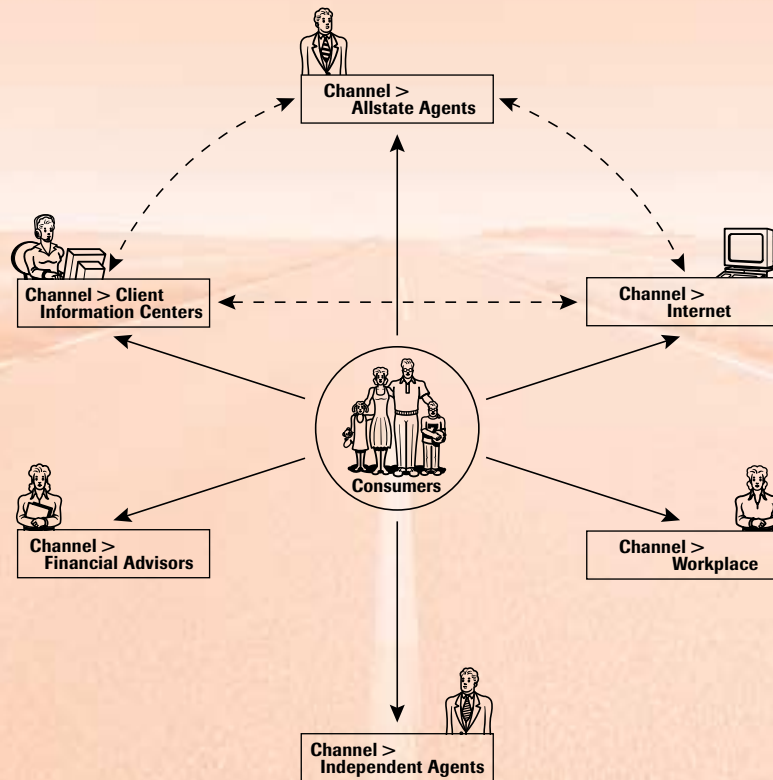 Channel >
Allstate Agents
Channel > Client
Information Centers
Channel >
Internet
Consumers
Channel >
Financial Advisors
Channel >
Workplace
Channel >
Independent Agents